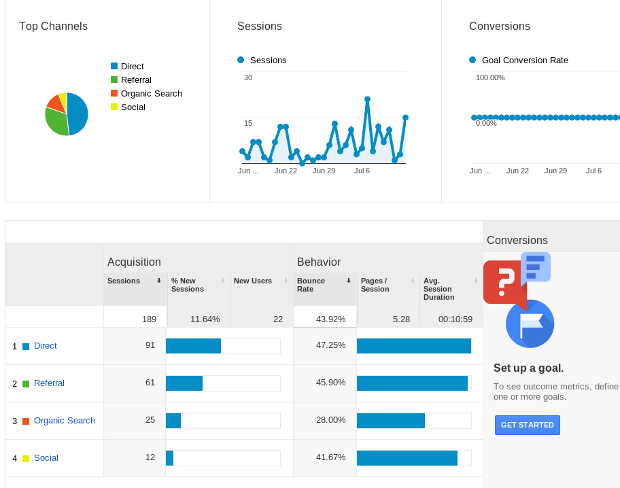 Top Channels
Direct
Referral
Organic Search
Social
Sessions
Sessions
30
15
Jun ... Jun 22 Jun 29 Jul 6
Conversions
Goal Conversion Rate
100.00%
0.00%
Jun ... Jun 22 Jun 29 Jul 6
Acquisition Behavior Conversions
Sessions % New Sessions New Users Bounce Rate Pages / Session Avg. Session Duration
189 11.64% 22 43.92% 5.28 00:10:59
1 Direct 91 47.25%
2 Referral 61 45.90%
3 Organic Search 25 28.00%
4 Social 12 41.67%
Set up a goal.
To see outcome metrics, define
one or more goals.
GET STARTED